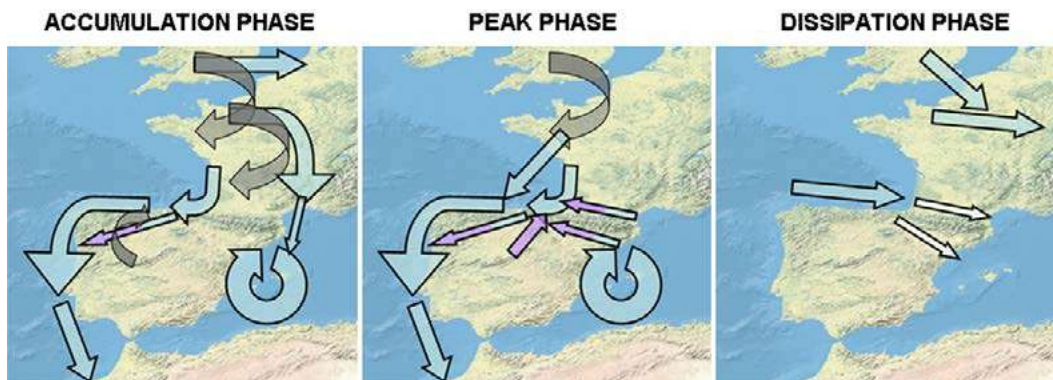 ACCUMULATION PHASE
PEAK PHASE
DISSIPATION PHASE